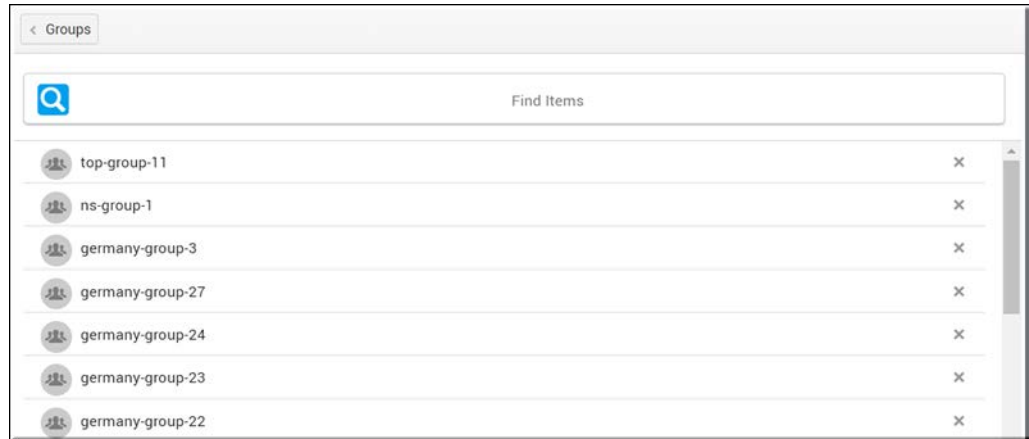 Groups
Find Items
top-group-11
ns-group-1
germany-group-3
germany-group-27
germany-group-24
germany-group-23
germany-group-22